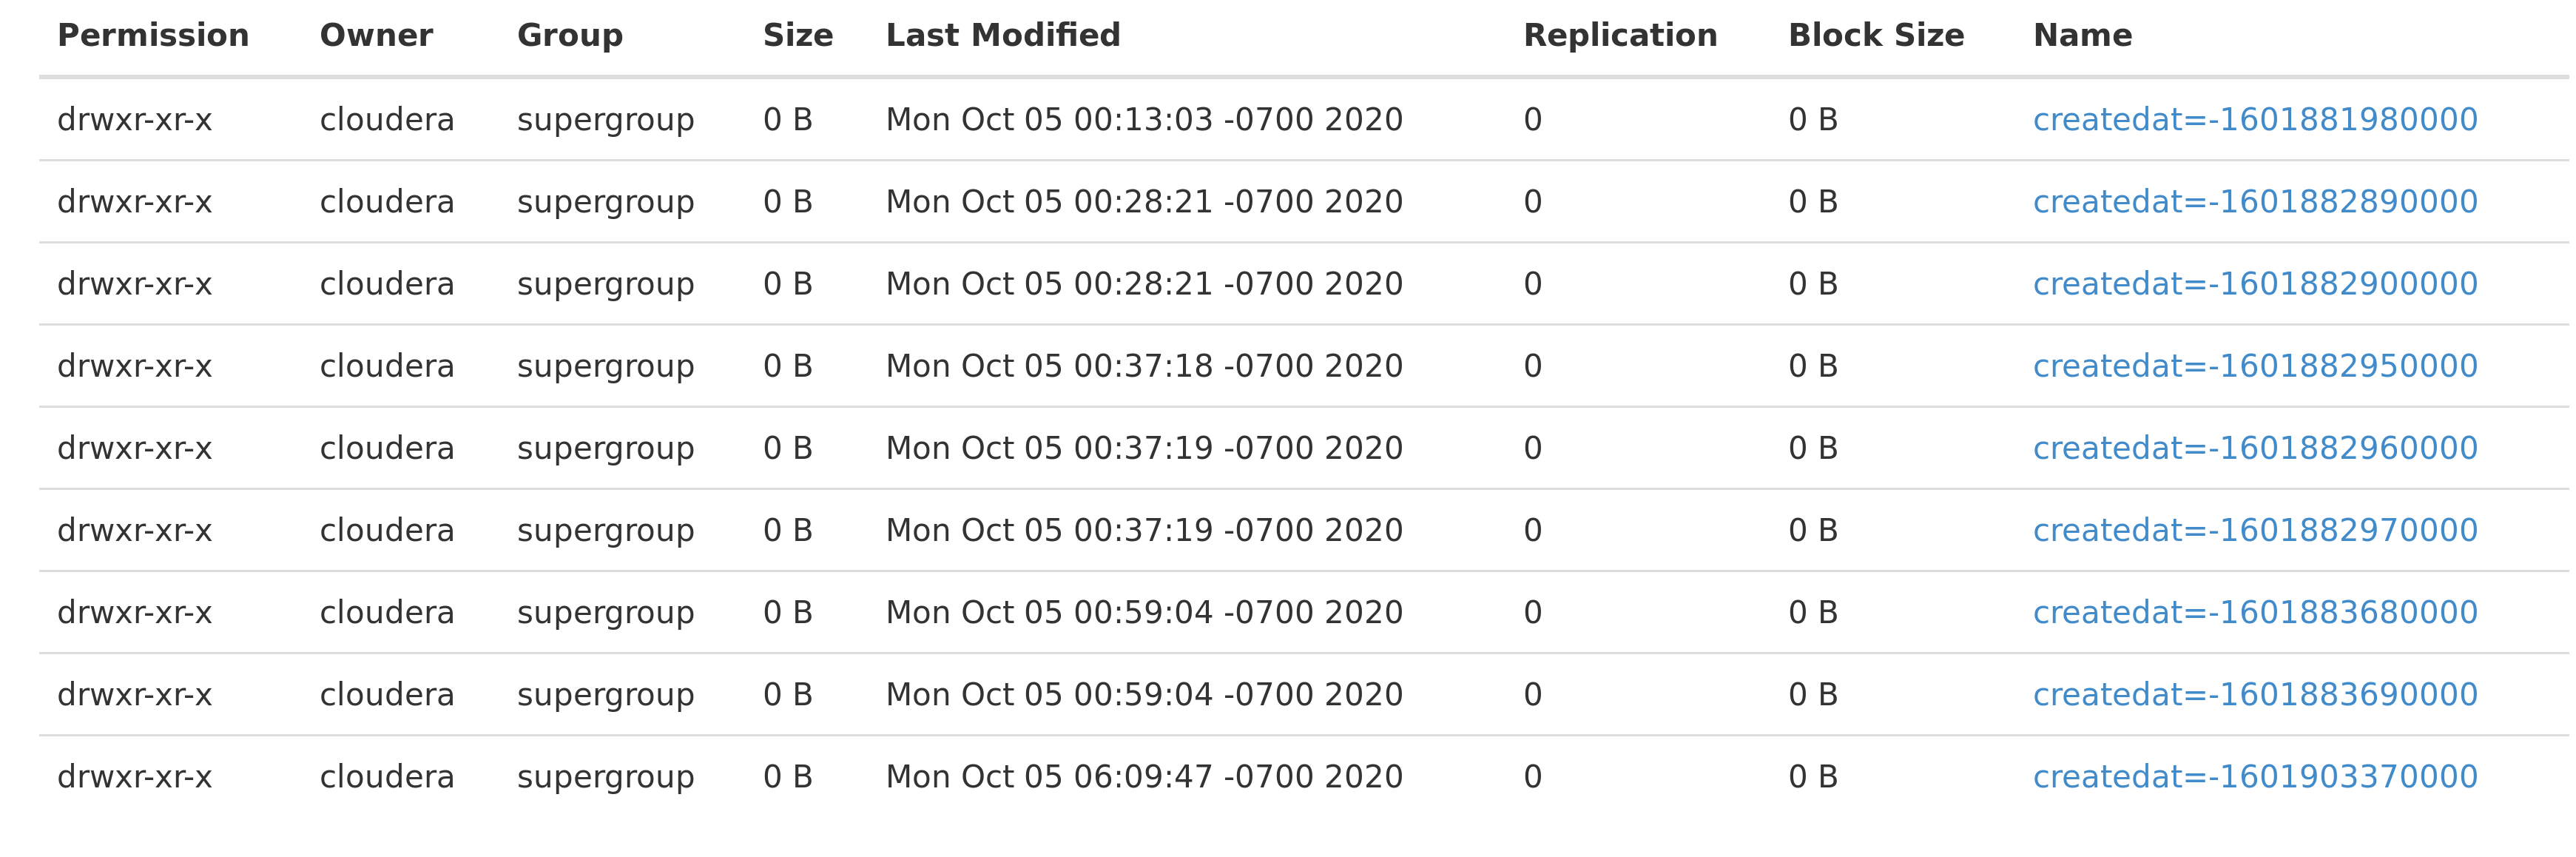 Permission Owner Group Size Last Modified Replication Block Size Name
drwxr-xr-x cloudera supergroup 0 B Mon Oct 05 00:13:03 -0700 2020 0 0 B createdat=-1601881980000
drwxr-xr-x cloudera supergroup 0 B Mon Oct 05 00:28:21 -0700 2020 0 0 B createdat=-1601882890000
drwxr-xr-x cloudera supergroup 0 B Mon Oct 05 00:28:21 -0700 2020 0 0 B createdat=-1601882900000
drwxr-xr-x cloudera supergroup 0 B Mon Oct 05 00:37:18 -0700 2020 0 0 B createdat=-1601882950000
drwxr-xr-x cloudera supergroup 0 B Mon Oct 05 00:37:19 -0700 2020 0 0 B createdat=-1601882960000
drwxr-xr-x cloudera supergroup 0 B Mon Oct 05 00:37:19 -0700 2020 0 0 B createdat=-1601882970000
drwxr-xr-x cloudera supergroup 0 B Mon Oct 05 00:59:04 -0700 2020 0 0 B createdat=-1601883680000
drwxr-xr-x cloudera supergroup 0 B Mon Oct 05 00:59:04 -0700 2020 0 0 B createdat=-1601883690000
drwxr-xr-x cloudera supergroup 0 B Mon Oct 05 06:09:47 -0700 2020 0 0 B createdat=-1601903370000